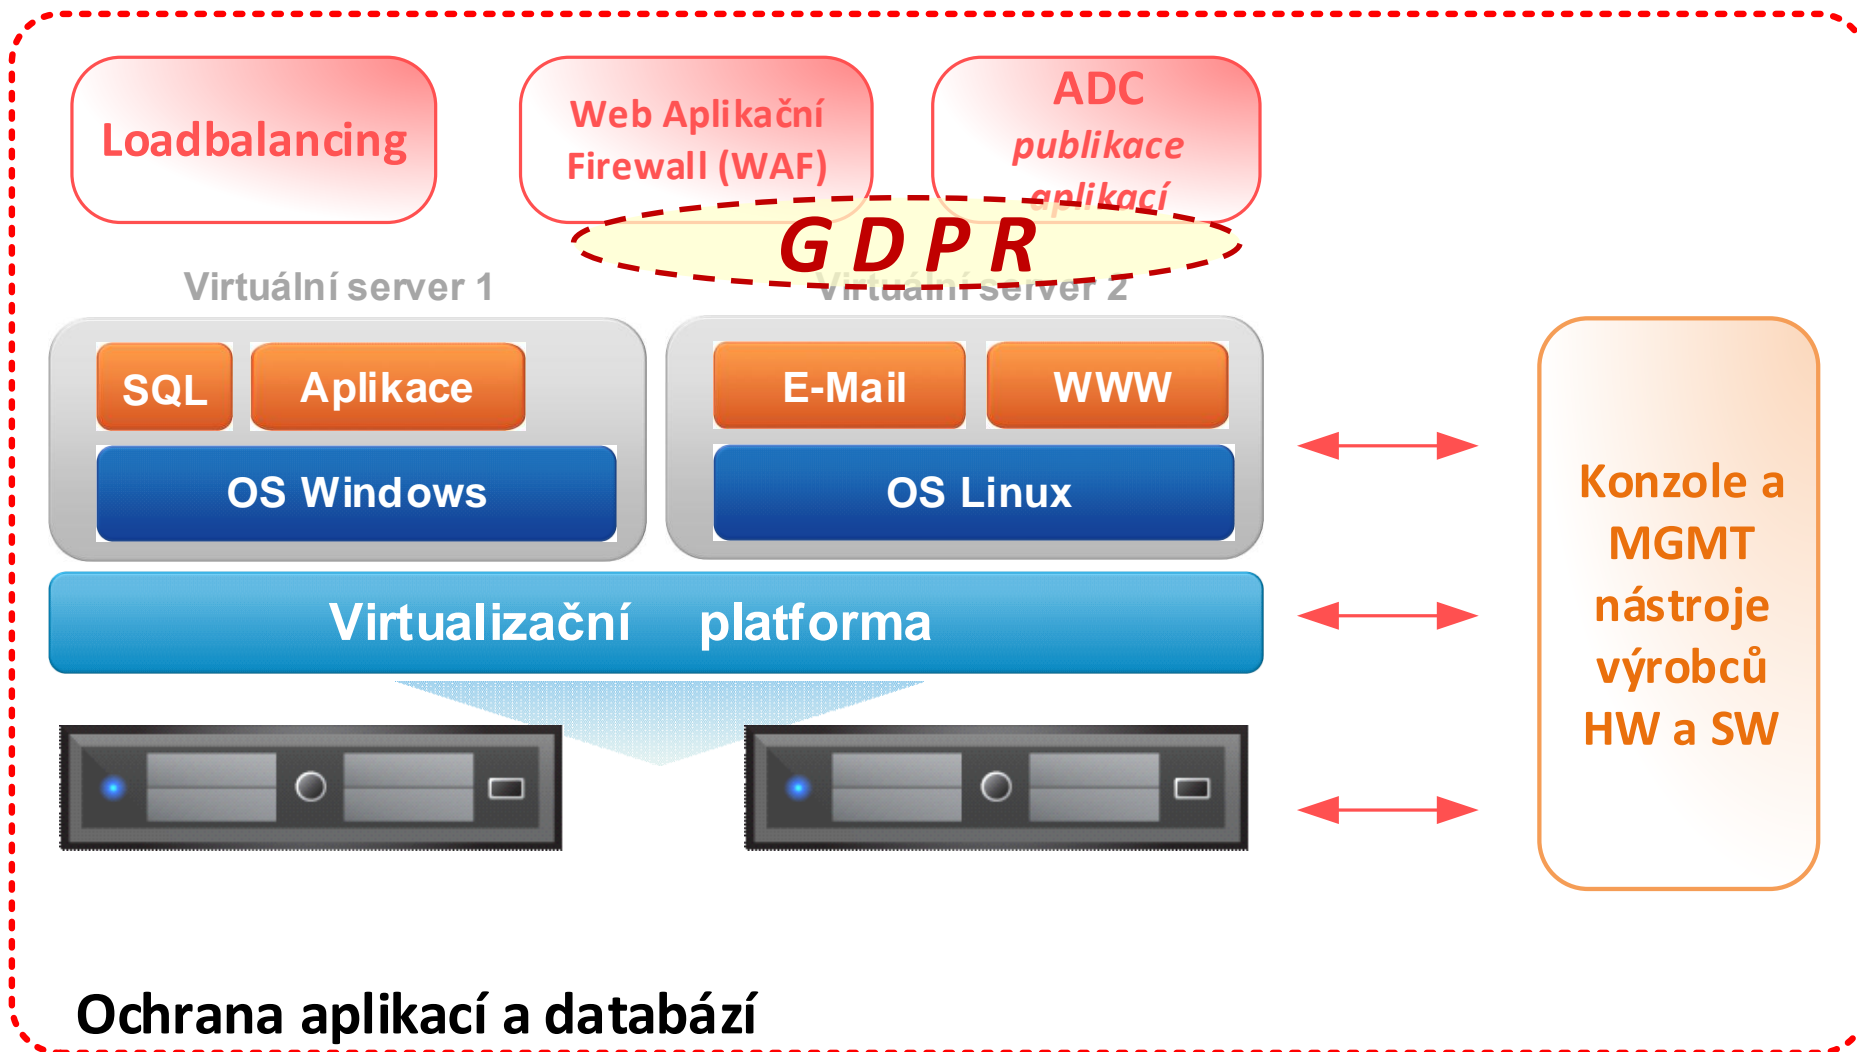 Loadbalancing
Web Aplikační
Firewall (WAF)
ADC
publikace
aplikací
G D P R
Virtuální server 1
Virtuální server 2
SQL
Aplikace
OS Windows
E-Mail
WWW
OS Linux
Virtualizační platforma
Konzole a
MGMT
nástroje
výrobců
HW a SW
Ochrana aplikací a databází